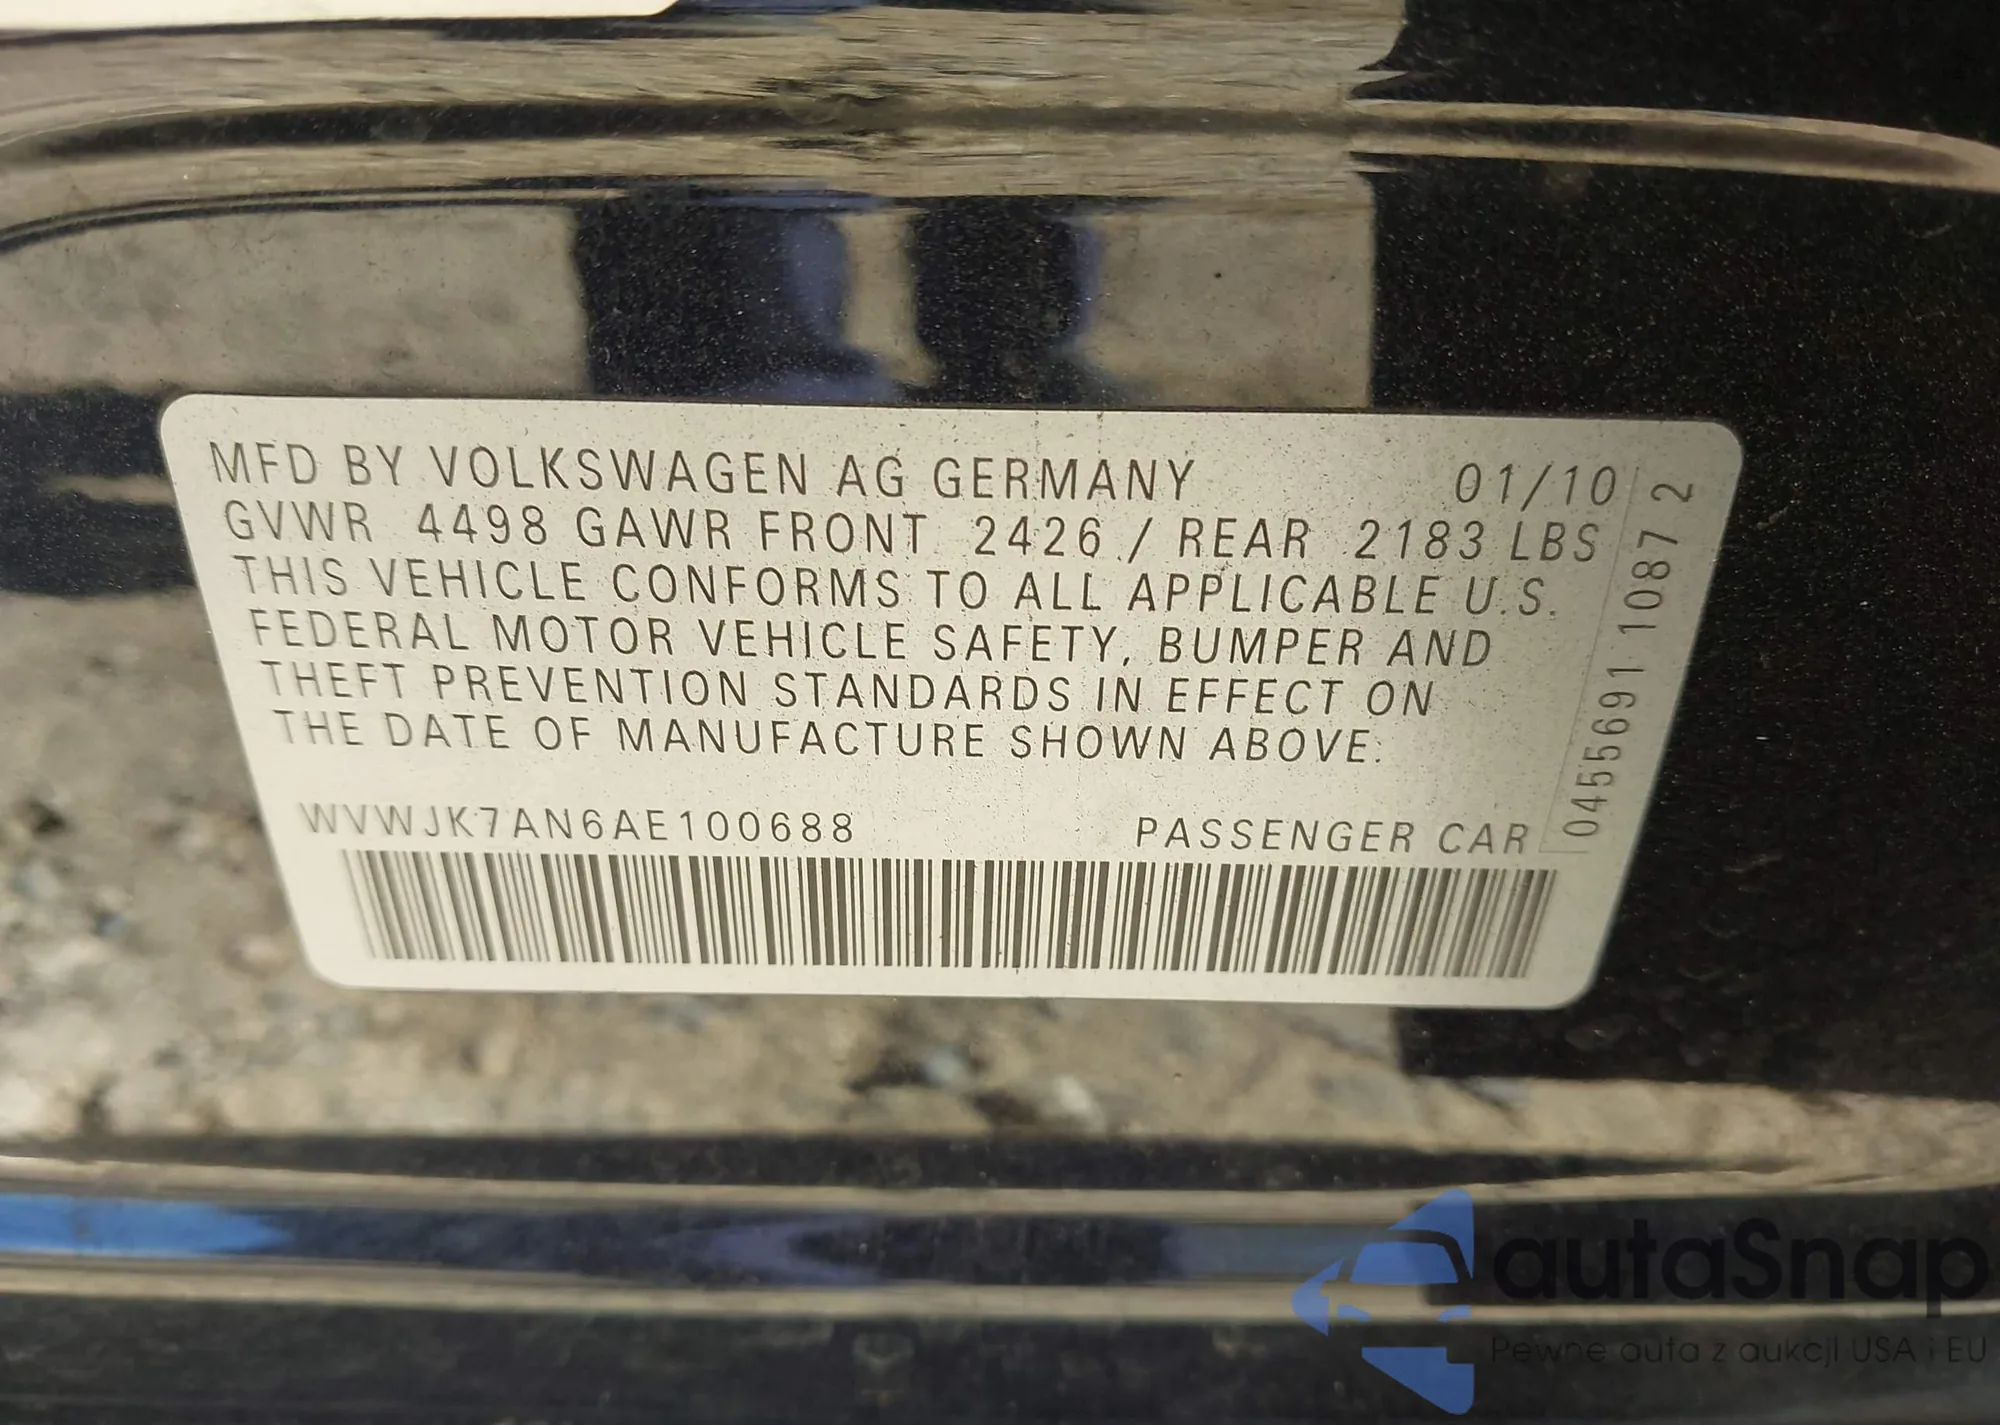 MFD BY VOLKSWAGEN AG GERMANY 01/10
GVWR 4498 GAWR FRONT 2426 / REAR 2183 LBS
THIS VEHICLE CONFORMS TO ALL APPLICABLE U.S.
FEDERAL MOTOR VEHICLE SAFETY, BUMPER AND
THEFT PREVENTION STANDARDS IN EFFECT ON
THE DATE OF MANUFACTURE SHOWN ABOVE.
WVWJK7AN6AE100688 PASSENGER CAR
0455691 1087 2
autaSnap
Pewne auta z aukcji USA i EU